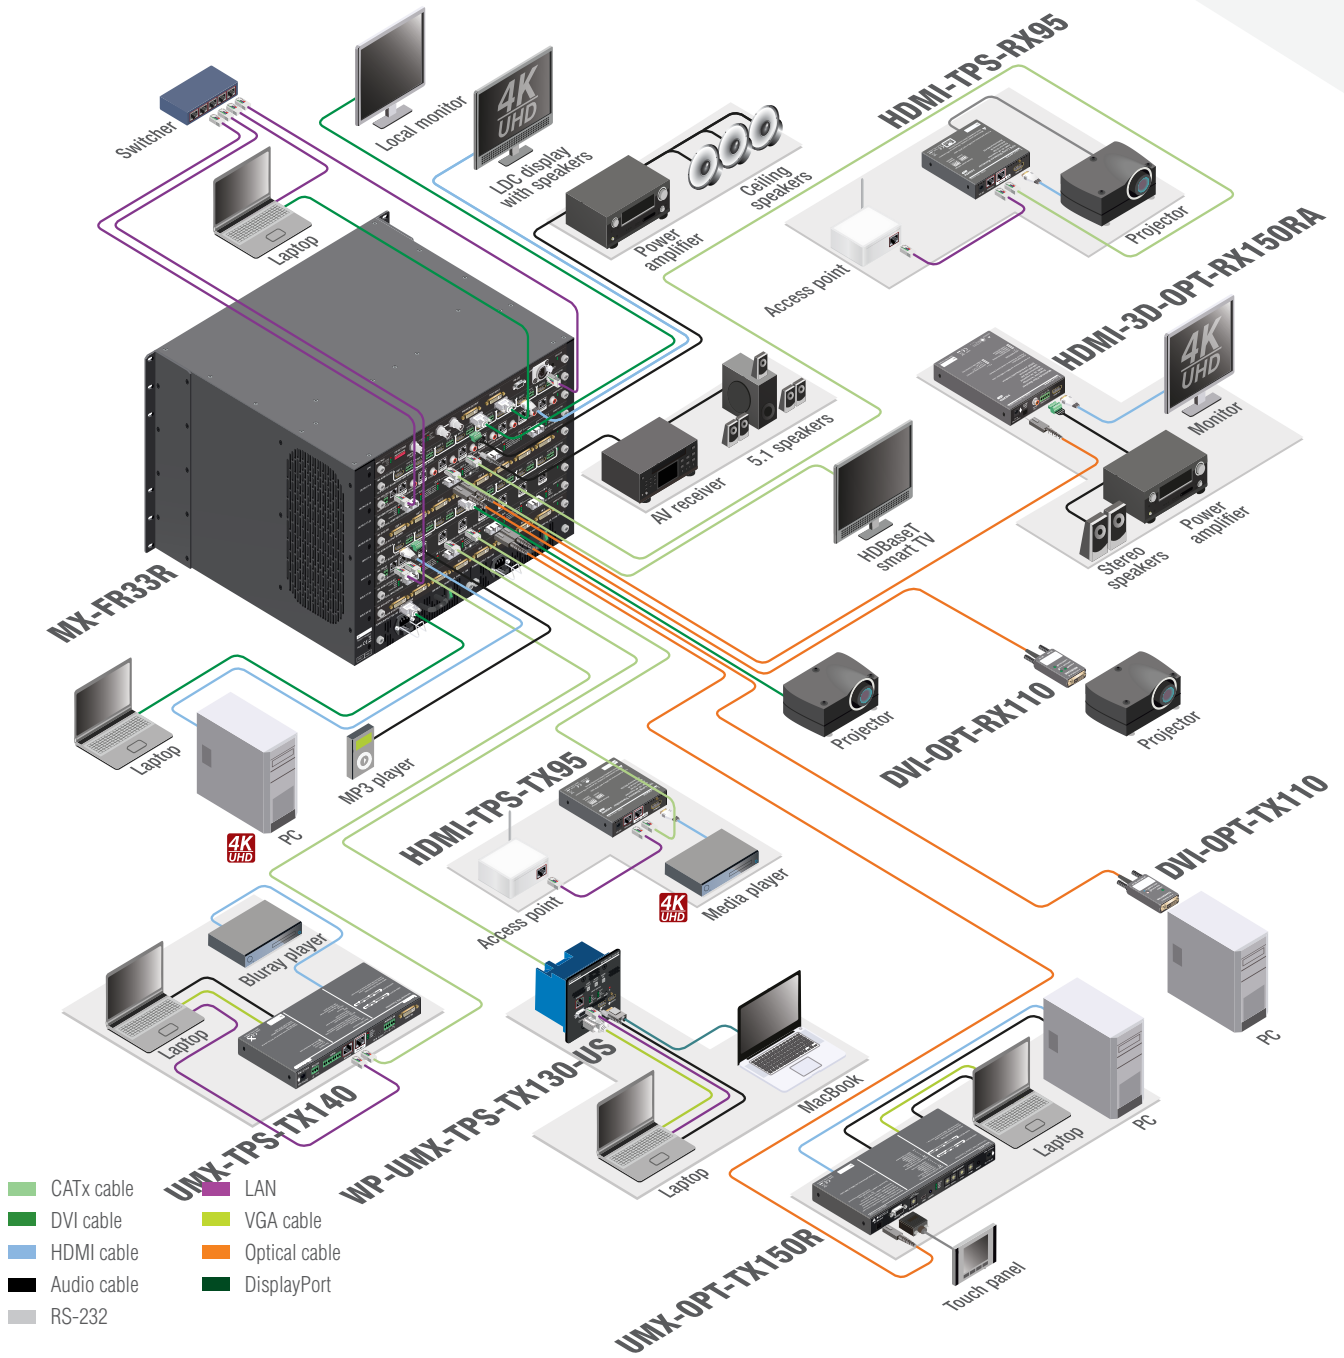 Switcher
Local monitor
4K
UHD
LDC display
with speakers
Laptop
Power
amplifier
Ceiling
speakers
HDMI-TPS-RX95
Access point
Projector
HDMI-3D-OPT-RX150RA
4K
UHD
Monitor
Power
amplifier
Stereo
speakers
AV receiver
5.1 speakers
HDBaseT
smart TV
MX-FR33R
Laptop
PC
4K
UHD
MP3 player
Projector
DVI-OPT-RX110
Projector
HDMI-TPS-TX95
Access point
4K
UHD
Media player
DVI-OPT-TX110
PC
Bluray player
Laptop
UMX-TPS-TX140
WP-UMX-TPS-TX130-US
MacBook
Laptop
Laptop
PC
UMX-OPT-TX150R
Touch panel
CATx cable
DVI cable
HDMI cable
Audio cable
RS-232
LAN
VGA cable
Optical cable
DisplayPort